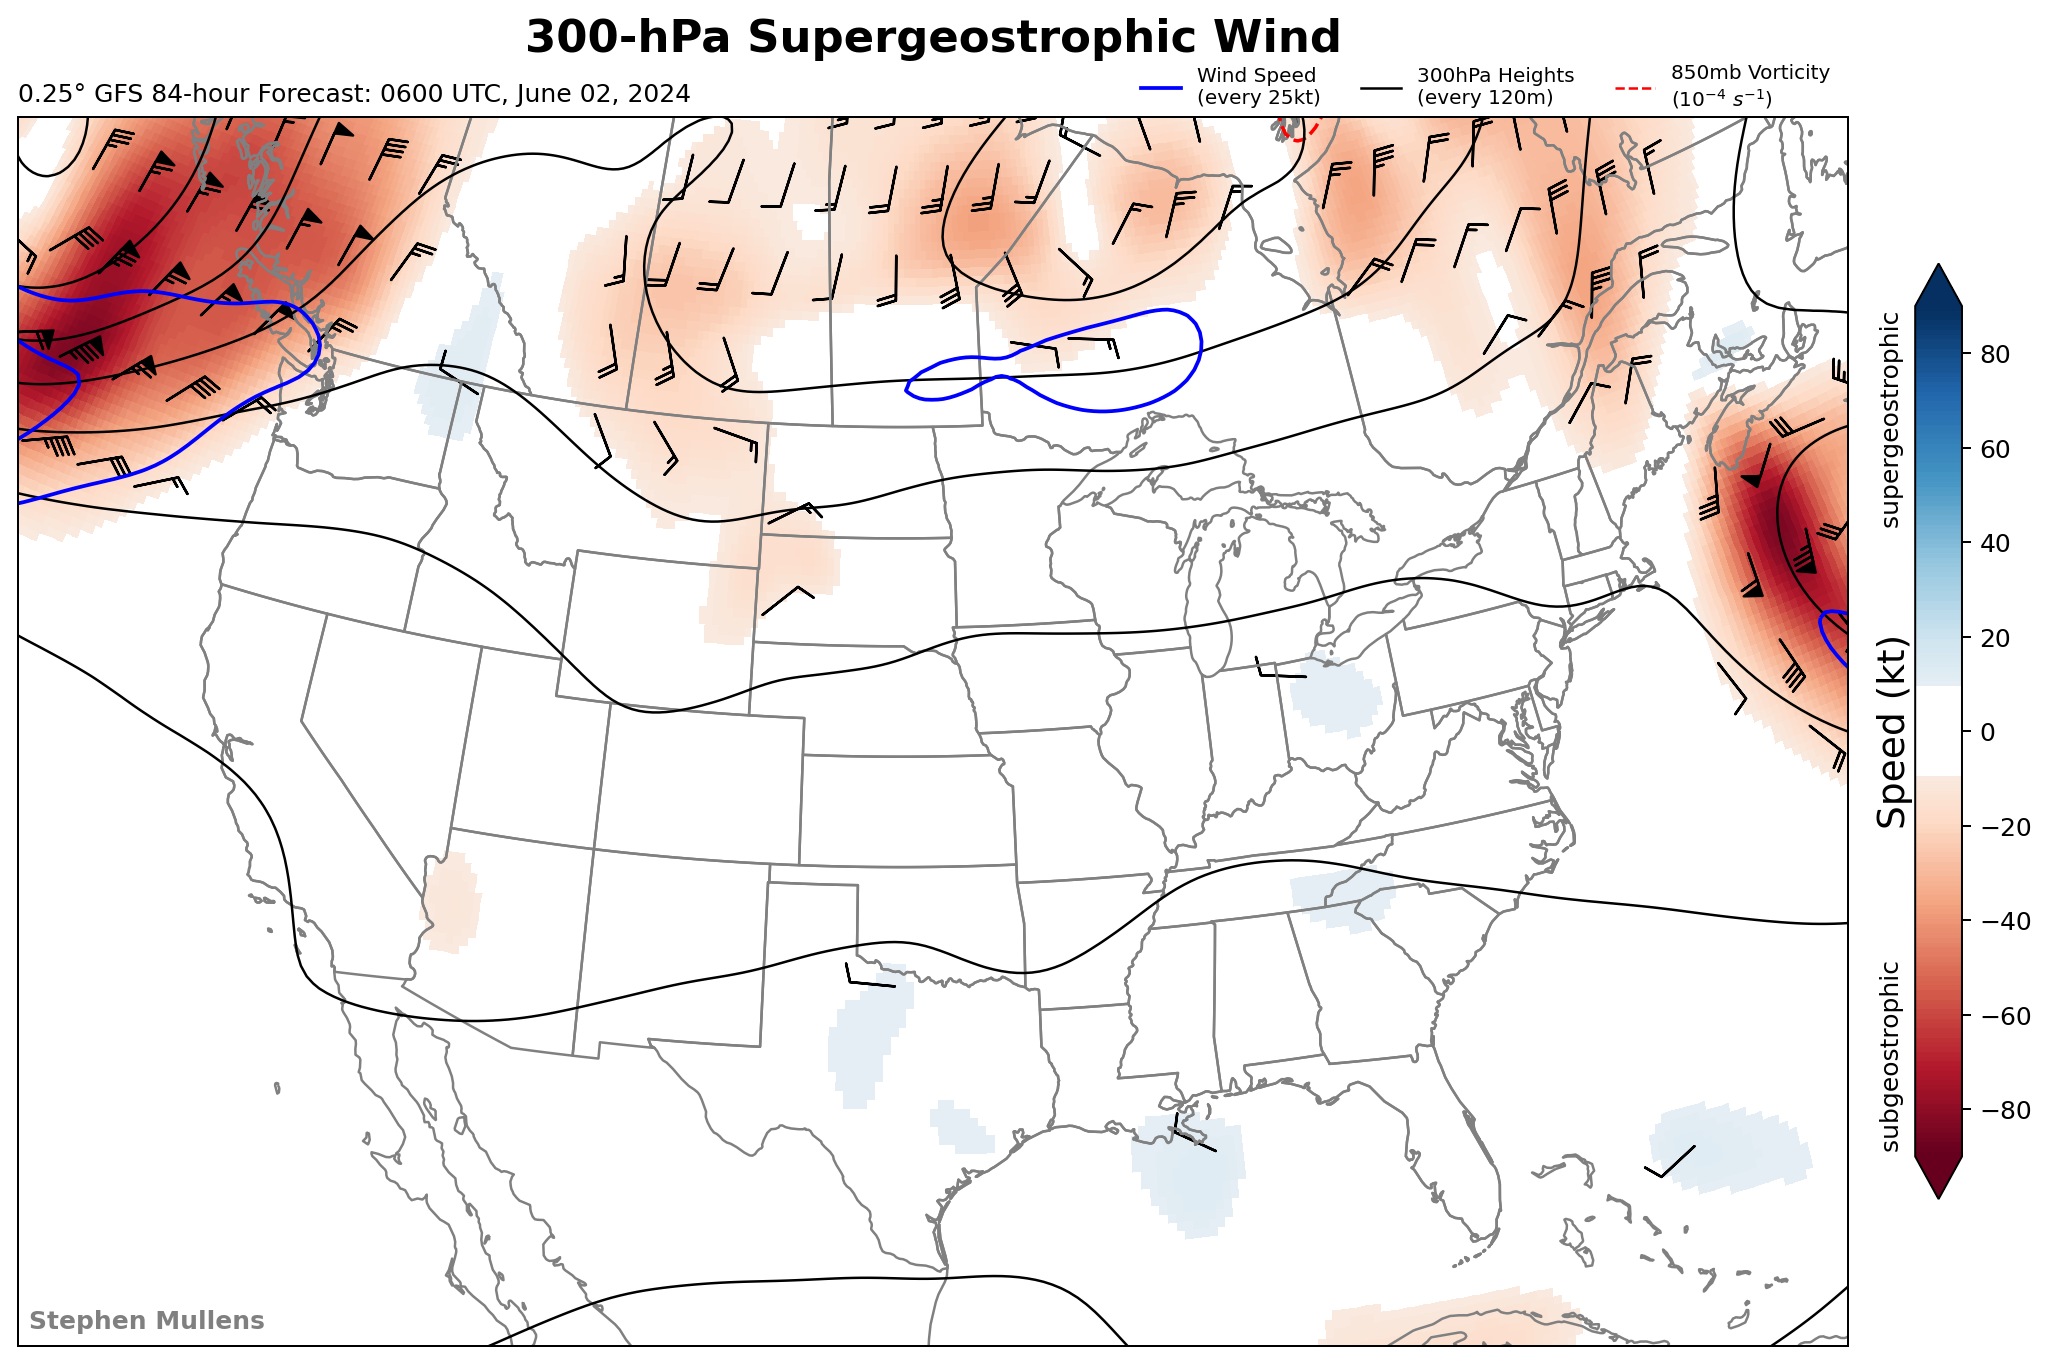 300-hPa Supergeostrophic Wind
0.25° GFS 84-hour Forecast: 0600 UTC, June 02, 2024
Wind Speed
(every 25kt)
300hPa Heights
(every 120m)
850mb Vorticity
(10⁻⁴ s⁻¹)
supergeostrophic
Speed (kt)
subgeostrophic
80
60
40
20
0
−20
−40
−60
−80
Stephen Mullens